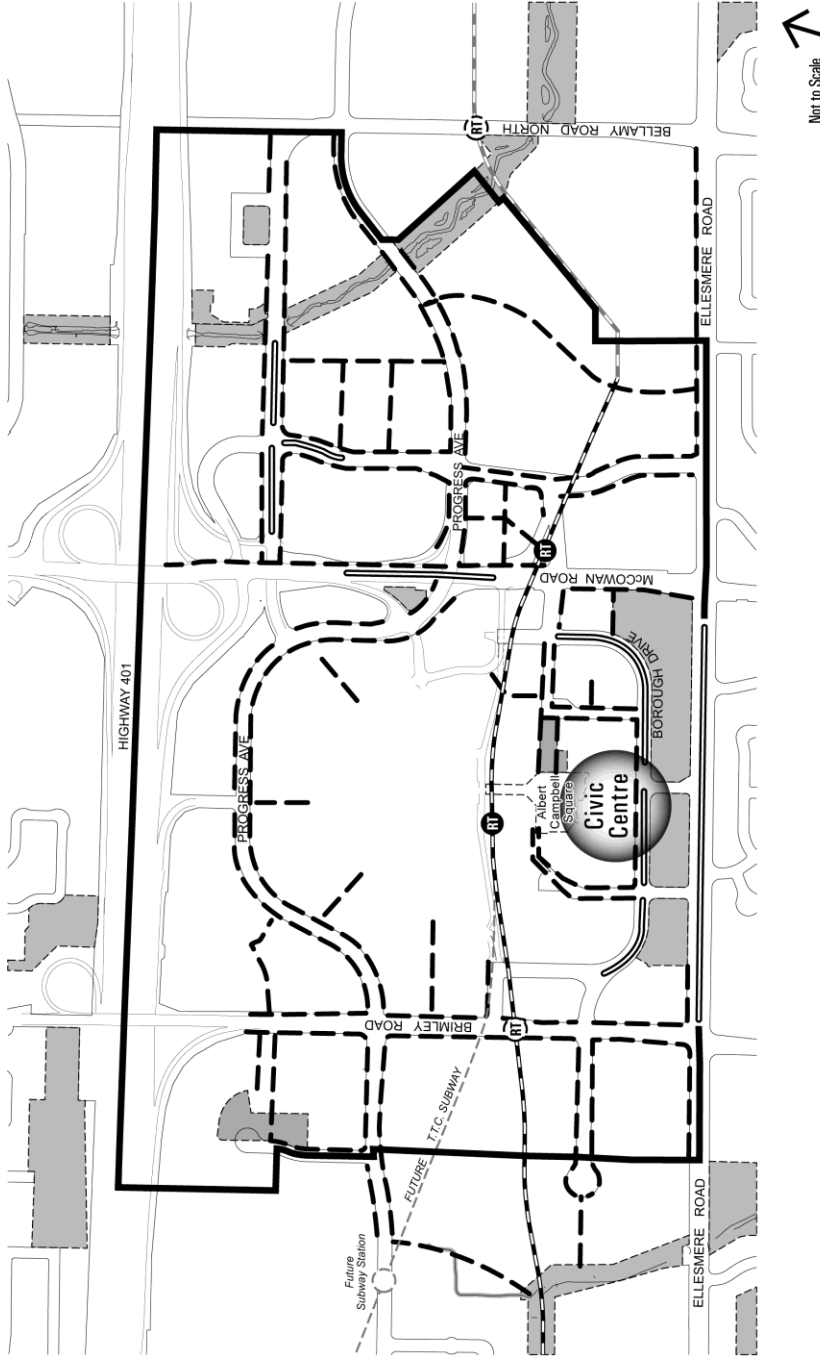 Not to Scale
RT
BELLAMY ROAD NORTH
ELLESMERE ROAD
PROGRESS AVE
RT
McCOWAN ROAD
HIGHWAY 401
BOROUGH DRIVE
PROGRESS AVE
Albert
Campbell
Square
Civic
Centre
RT
BRIMLEY ROAD
RT
FUTURE T.T.C. SUBWAY
Future
Subway Station
ELLESMERE ROAD